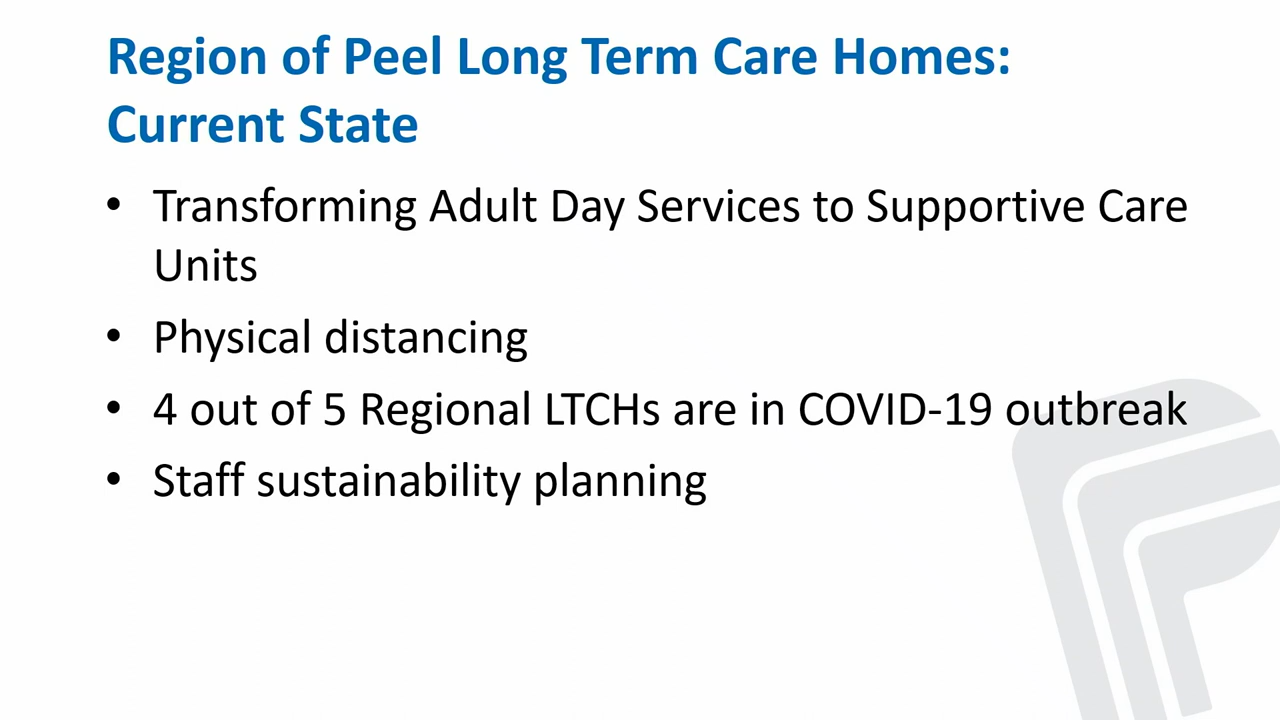 Region of Peel Long Term Care Homes:
Current State
• Transforming Adult Day Services to Supportive Care
Units
• Physical distancing
• 4 out of 5 Regional LTCHs are in COVID-19 outbreak
• Staff sustainability planning